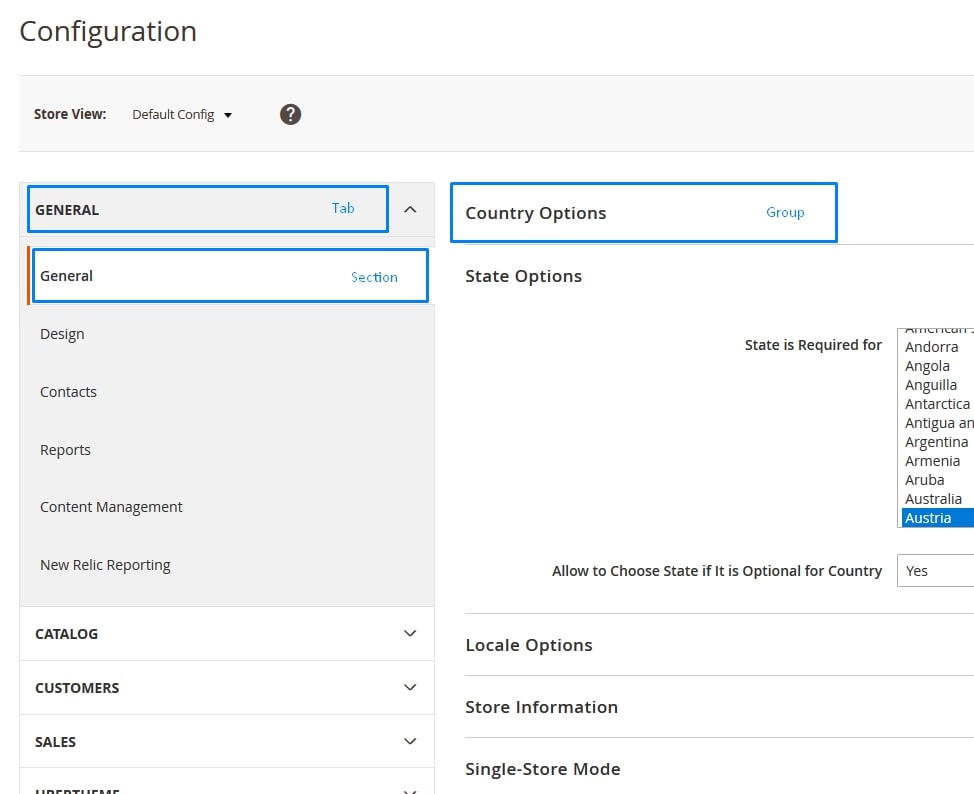 Configuration
Store View: Default Config ?
GENERAL Tab
General Section
Design
Contacts
Reports
Content Management
New Relic Reporting
CATALOG
CUSTOMERS
SALES
Country Options Group
State Options
State is Required for
Andorra
Angola
Anguilla
Antarctica
Antigua an
Argentina
Armenia
Aruba
Australia
Austria
Allow to Choose State if It is Optional for Country Yes
Locale Options
Store Information
Single-Store Mode